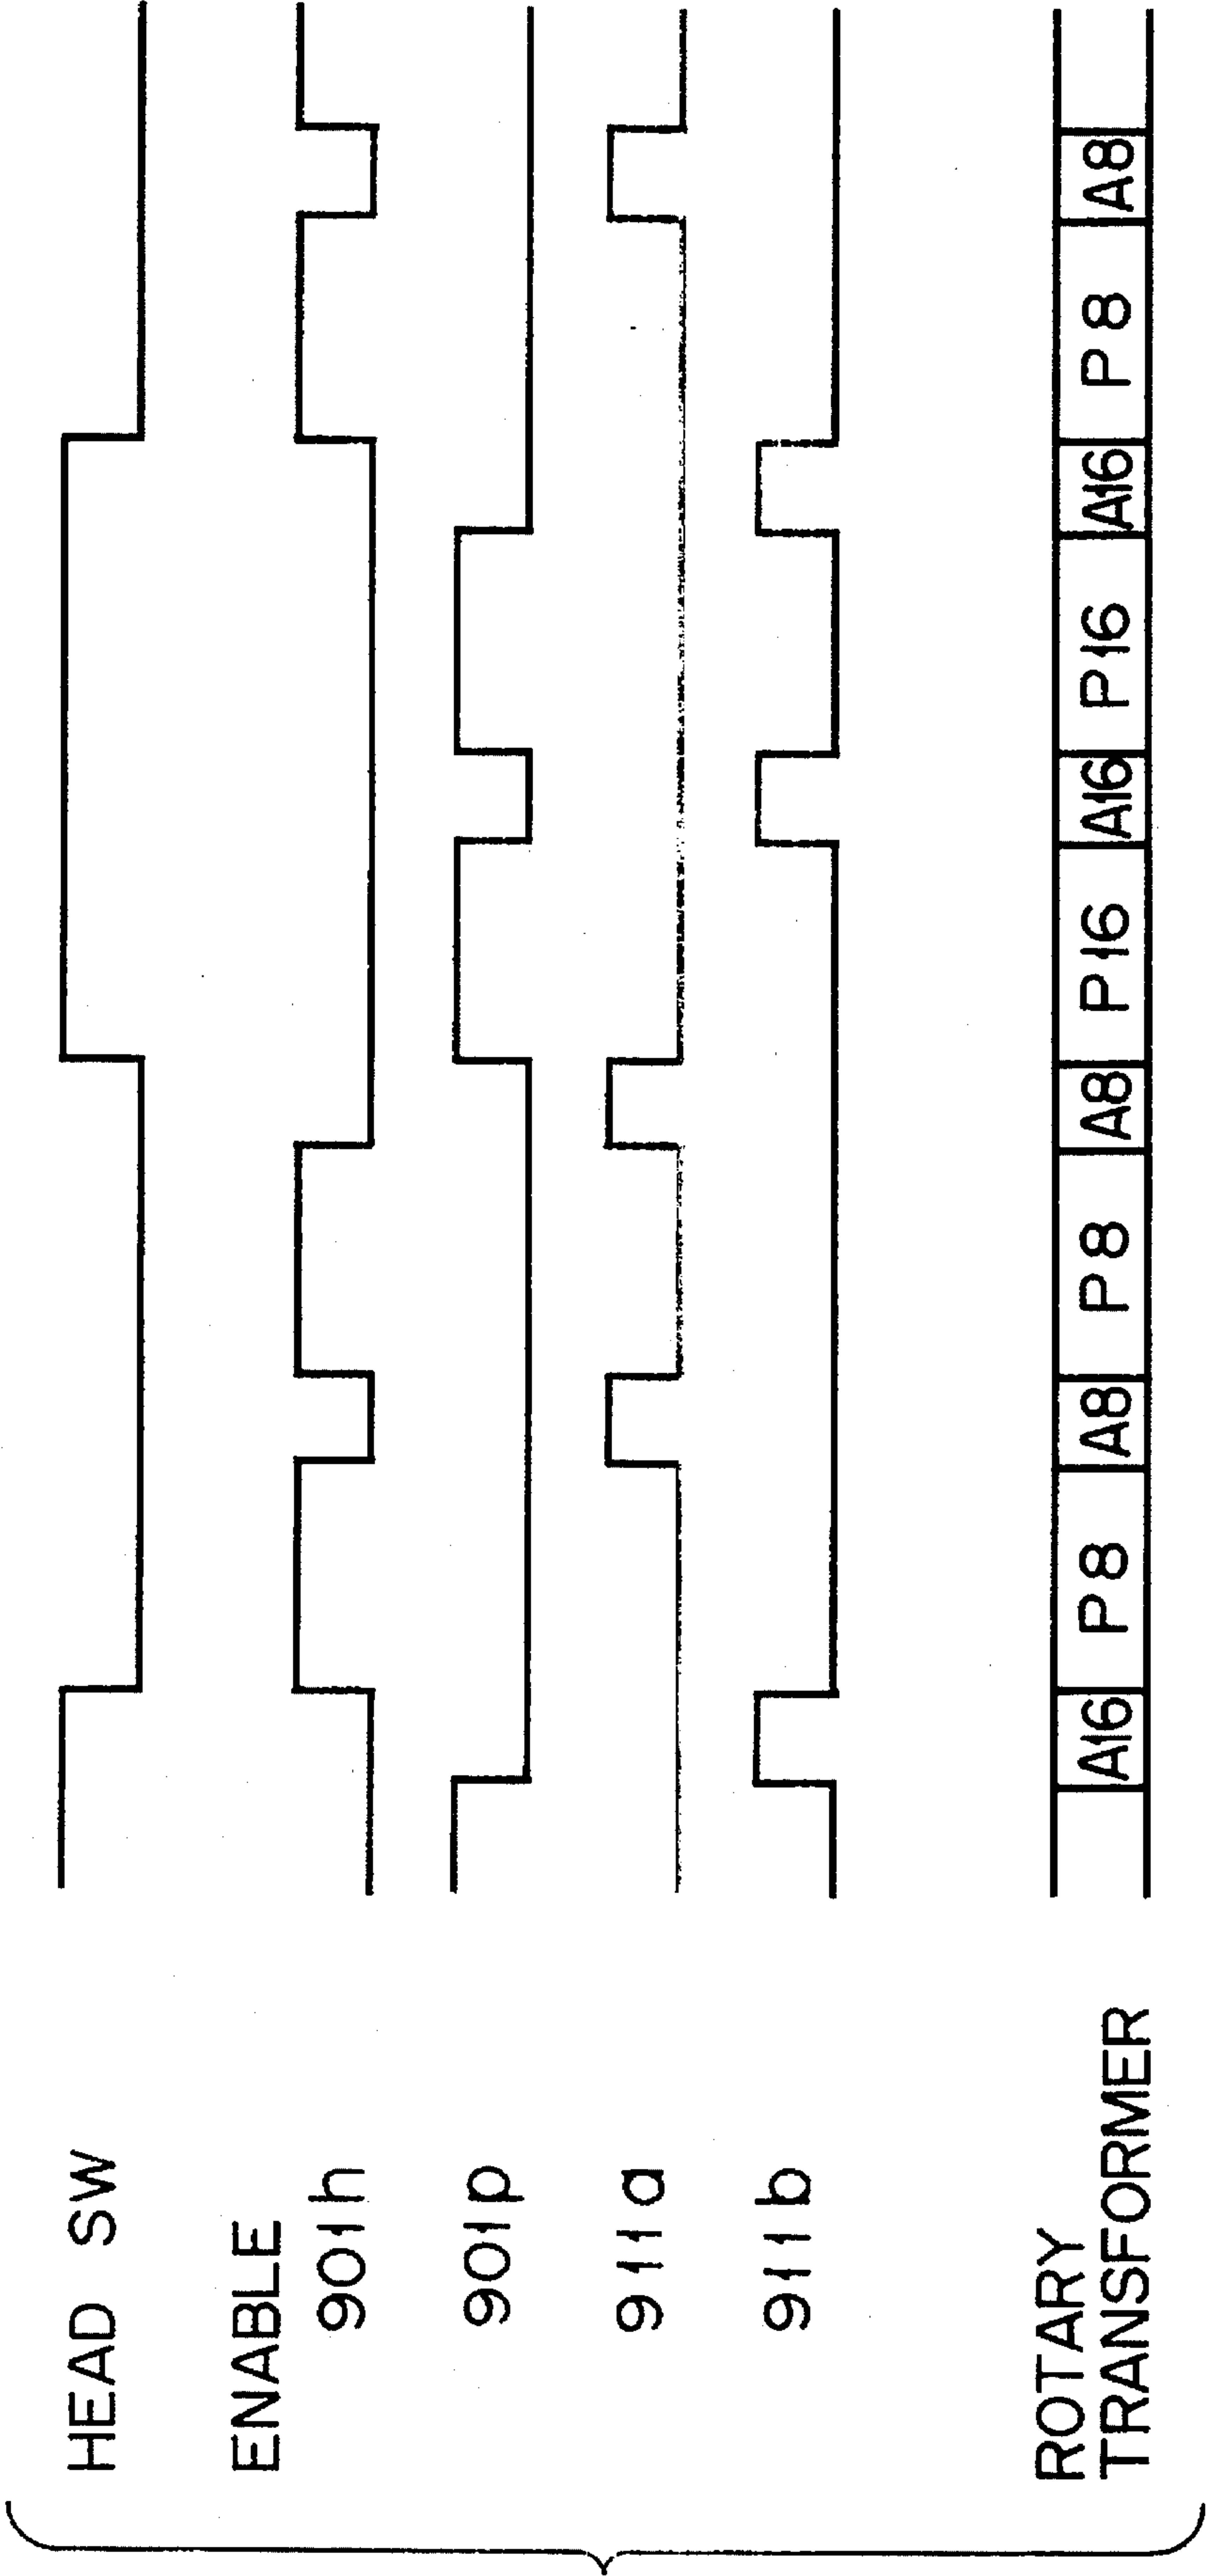 HEAD SW
ENABLE
901h
901p
911a
911b
ROTARY
TRANSFORMER
A16 P8 A8 P8 A8 P16 A16 P16 A16 P8 A8